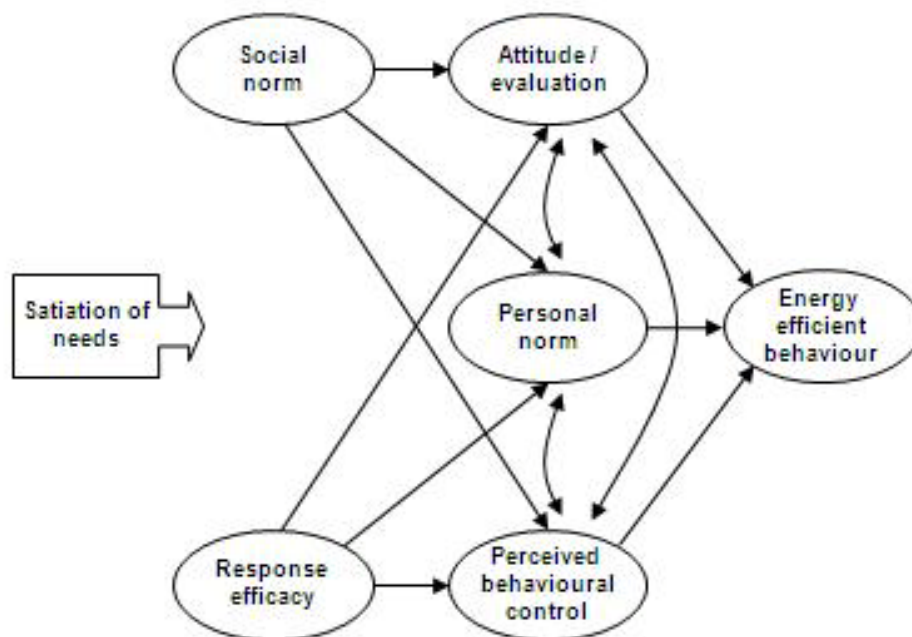 Social
norm
Attitude /
evaluation
Satiation of
needs
Personal
norm
Energy
efficient
behaviour
Response
efficacy
Perceived
behavioural
control